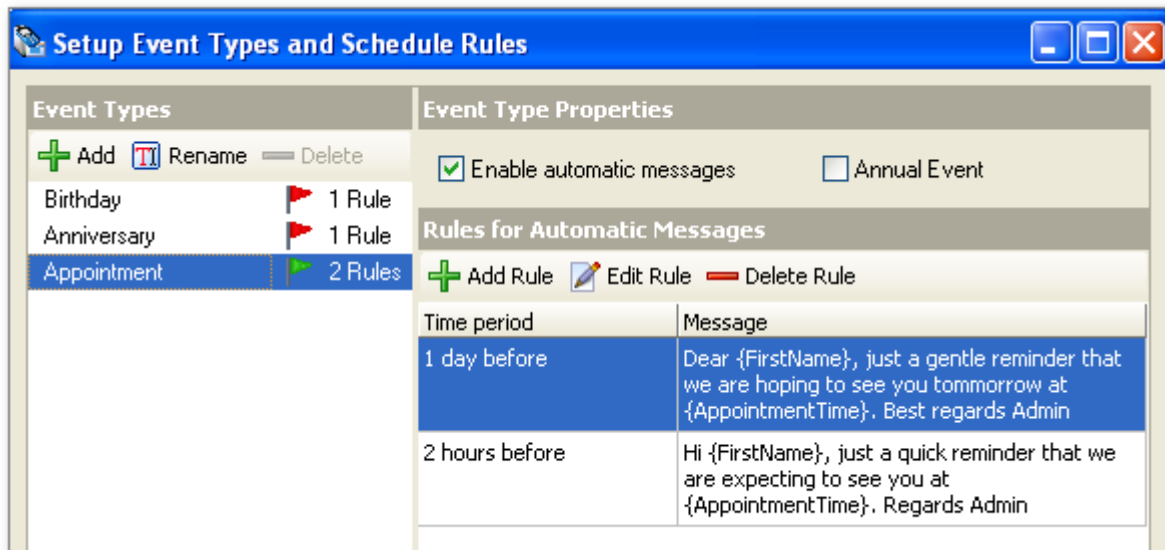 Setup Event Types and Schedule Rules
Event Types
Add Rename Delete
Birthday 1 Rule
Anniversary 1 Rule
Appointment 2 Rules
Event Type Properties
Enable automatic messages Annual Event
Rules for Automatic Messages
Add Rule Edit Rule Delete Rule
Time period Message
1 day before
Dear {FirstName}, just a gentle reminder that
we are hoping to see you tommorrow at
{AppointmentTime}. Best regards Admin
2 hours before
Hi {FirstName}, just a quick reminder that we
are expecting to see you at
{AppointmentTime}. Regards Admin